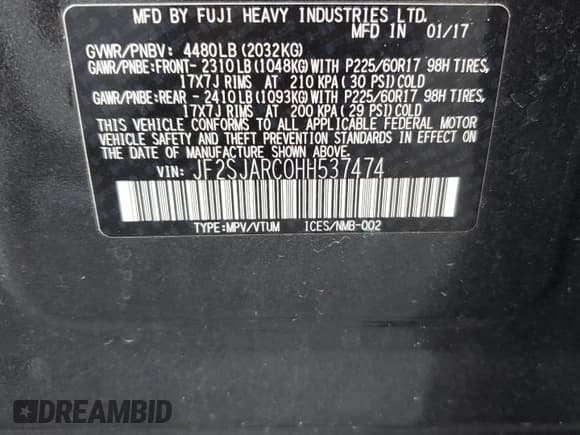 MFD BY FUJI HEAVY INDUSTRIES LTD.
MFD IN 01/17
GVWR/PNBV: 4480LB(2032KG)
GAWR/PNBE:FRONT- 2310LB(1048KG)WITH P225/60R17 98H TIRES,
17X7J RIMS AT 210 KPA( 30 PSI)COLD
GAWR/PNBE:REAR - 2410LB(1093KG)WITH P225/60R17 98H TIRES,
17X7J RIMS AT 200 KPA( 29 PSI)COLD
THIS VEHICLE CONFORMS TO ALL APPLICABLE FEDERAL MOTOR
VEHICLE SAFETY AND THEFT PREVENTION STANDARDS IN EFFECT ON
THE DATE OF MANUFACTURE SHOWN ABOVE.
VIN: JF2SJARC0HH537474
TYPE:MPV/VTUM ICES/NMB-002
DREAMBID